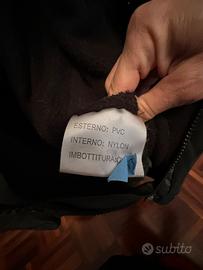 ESTERNO: PVC
INTERNO: NYLON
IMBOTTITURA:
subito